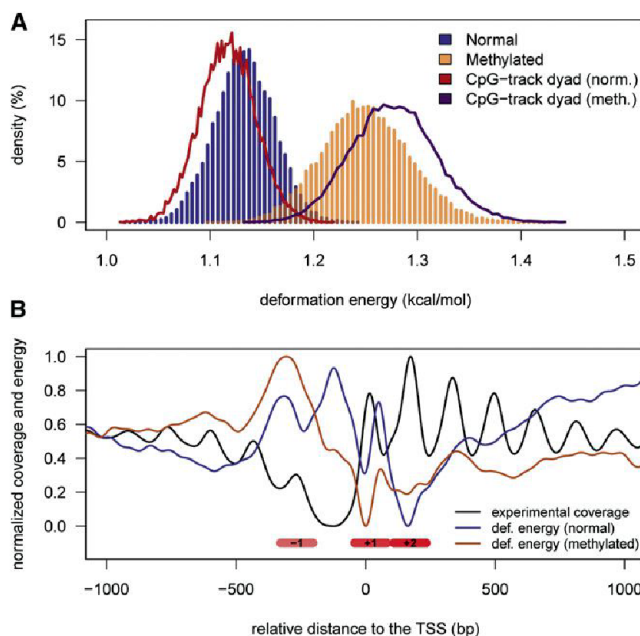 A
density (%)
15
10
5
0
Normal
Methylated
CpG-track dyad (norm.)
CpG-track dyad (meth.)
1.0 1.1 1.2 1.3 1.4 1.5
deformation energy (kcal/mol)
B
normalized coverage and energy
1.0
0.8
0.6
0.4
0.2
0.0
experimental coverage
def. energy (normal)
def. energy (methylated)
−1 +1 +2
−1000 −500 0 500 1000
relative distance to the TSS (bp)